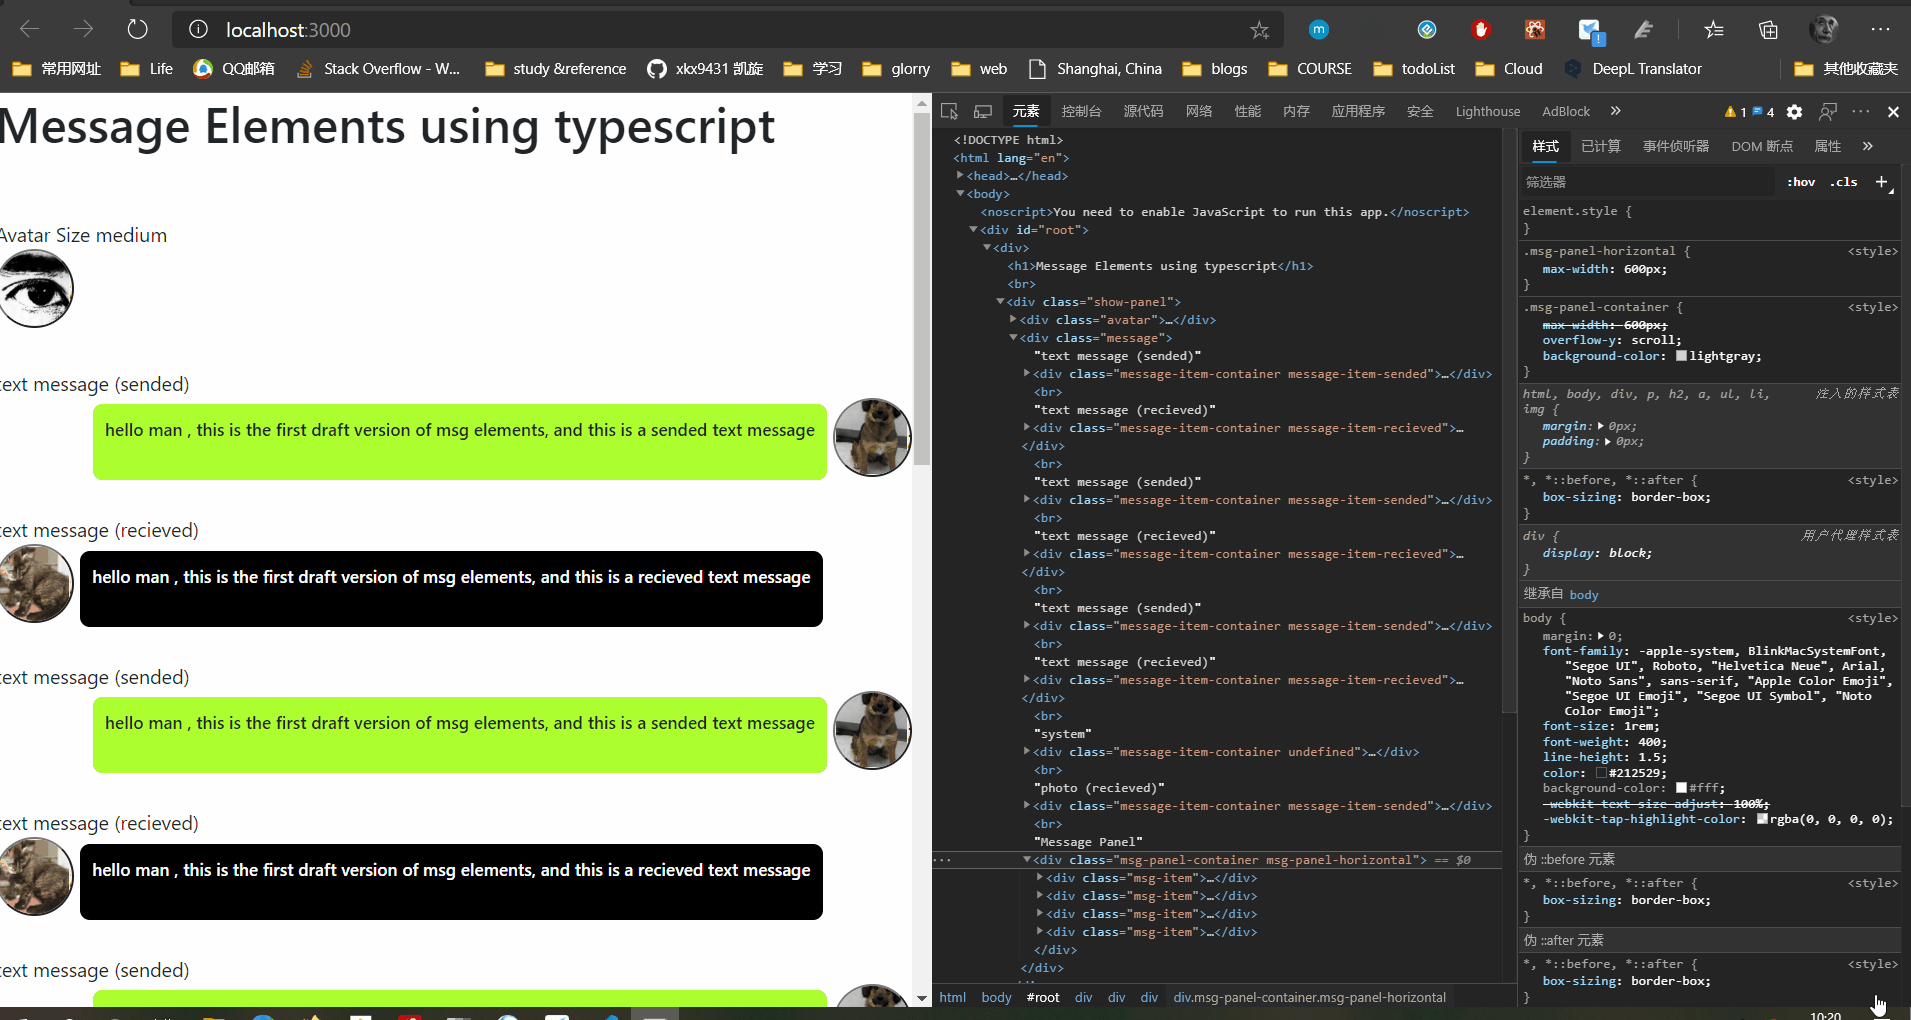 localhost:3000
m
!
常用网址 Life QQ邮箱 Stack Overflow - W... study &reference xkx9431 凯旋 学习 glorry web Shanghai, China blogs COURSE todoList Cloud DeepL Translator 其他收藏夹
Message Elements using typescript
Avatar Size medium
text message (sended)
hello man , this is the first draft version of msg elements, and this is a sended text message
text message (recieved)
hello man , this is the first draft version of msg elements, and this is a recieved text message
text message (sended)
hello man , this is the first draft version of msg elements, and this is a sended text message
text message (recieved)
hello man , this is the first draft version of msg elements, and this is a recieved text message
text message (sended)
元素 控制台 源代码 网络 性能 内存 应用程序 安全 Lighthouse AdBlock » 1 4
<!DOCTYPE html>
<html lang="en">
<head>…</head>
<body>
<noscript>You need to enable JavaScript to run this app.</noscript>
<div id="root">
<div>
<h1>Message Elements using typescript</h1>
<br>
<div class="show-panel">
<div class="avatar">…</div>
<div class="message">
"text message (sended)"
<div class="message-item-container message-item-sended">…</div>
<br>
"text message (recieved)"
<div class="message-item-container message-item-recieved">…
</div>
<br>
"text message (sended)"
<div class="message-item-container message-item-sended">…</div>
<br>
"text message (recieved)"
<div class="message-item-container message-item-recieved">…
</div>
<br>
"text message (sended)"
<div class="message-item-container message-item-sended">…</div>
<br>
"text message (recieved)"
<div class="message-item-container message-item-recieved">…
</div>
<br>
"system"
<div class="message-item-container undefined">…</div>
<br>
"photo (recieved)"
<div class="message-item-container message-item-sended">…</div>
<br>
"Message Panel"
<div class="msg-panel-container msg-panel-horizontal"> == $0
<div class="msg-item">…</div>
<div class="msg-item">…</div>
<div class="msg-item">…</div>
<div class="msg-item">…</div>
</div>
</div>
html body #root div div div div.msg-panel-container.msg-panel-horizontal
样式 已计算 事件侦听器 DOM 断点 属性 »
筛选器 :hov .cls +
element.style {
}
.msg-panel-horizontal { <style>
max-width: 600px;
}
.msg-panel-container { <style>
max-width: 600px;
overflow-y: scroll;
background-color: lightgray;
}
html, body, div, p, h2, a, ul, li, 注入的样式表
img {
margin: 0px;
padding: 0px;
}
*, *::before, *::after { <style>
box-sizing: border-box;
}
div { 用户代理样式表
display: block;
}
继承自 body
body { <style>
margin: 0;
font-family: -apple-system, BlinkMacSystemFont,
"Segoe UI", Roboto, "Helvetica Neue", Arial,
"Noto Sans", sans-serif, "Apple Color Emoji",
"Segoe UI Emoji", "Segoe UI Symbol", "Noto
Color Emoji";
font-size: 1rem;
font-weight: 400;
line-height: 1.5;
color: #212529;
background-color: #fff;
-webkit-text-size-adjust: 100%;
-webkit-tap-highlight-color: rgba(0, 0, 0, 0);
}
伪 ::before 元素
*, *::before, *::after { <style>
box-sizing: border-box;
}
伪 ::after 元素
*, *::before, *::after { <style>
box-sizing: border-box;
}
10:20